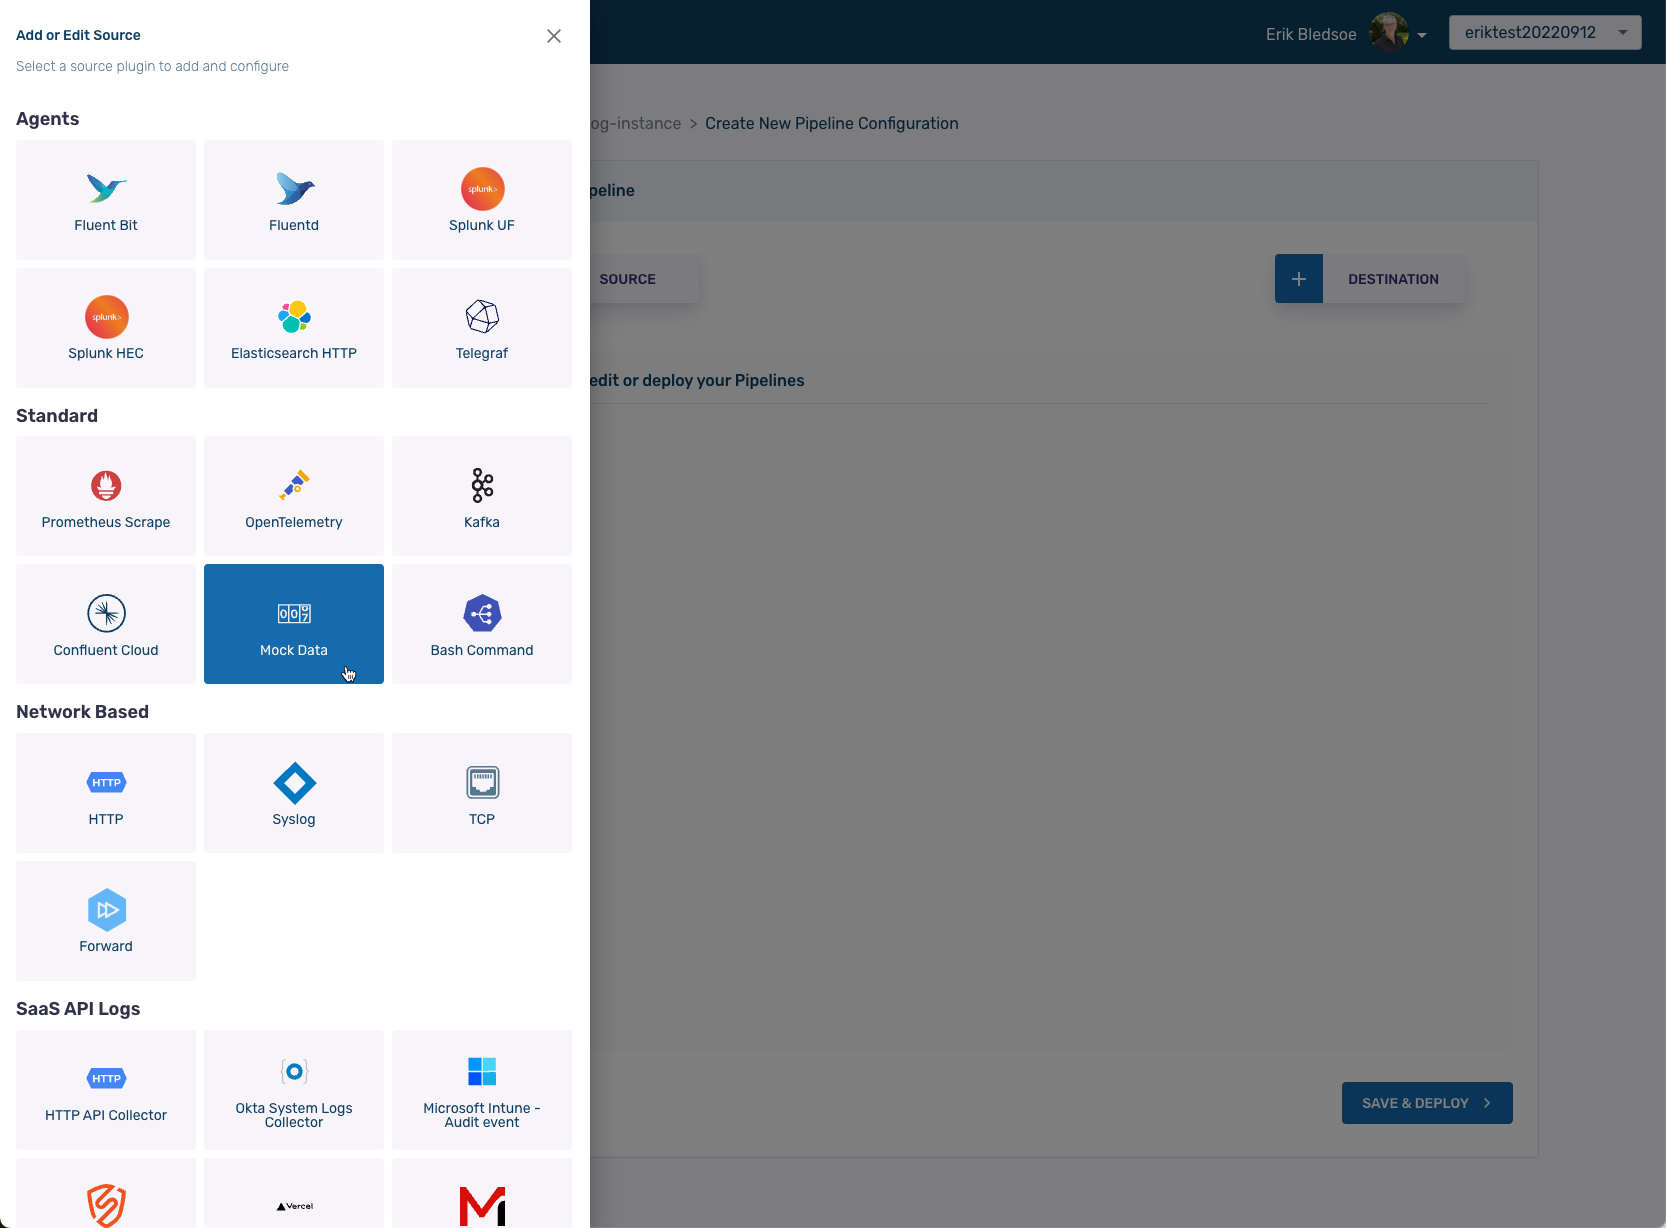 Add or Edit Source
Select a source plugin to add and configure
Erik Bledsoe
eriktest20220912
og-instance > Create New Pipeline Configuration
peline
SOURCE
DESTINATION
edit or deploy your Pipelines
SAVE & DEPLOY
Agents
Fluent Bit
Fluentd
splunk>
Splunk UF
splunk>
Splunk HEC
Elasticsearch HTTP
Telegraf
Standard
Prometheus Scrape
OpenTelemetry
Kafka
Confluent Cloud
Mock Data
Bash Command
Network Based
HTTP
HTTP
Syslog
TCP
Forward
SaaS API Logs
HTTP
HTTP API Collector
Okta System Logs
Collector
Microsoft Intune -
Audit event
Vercel